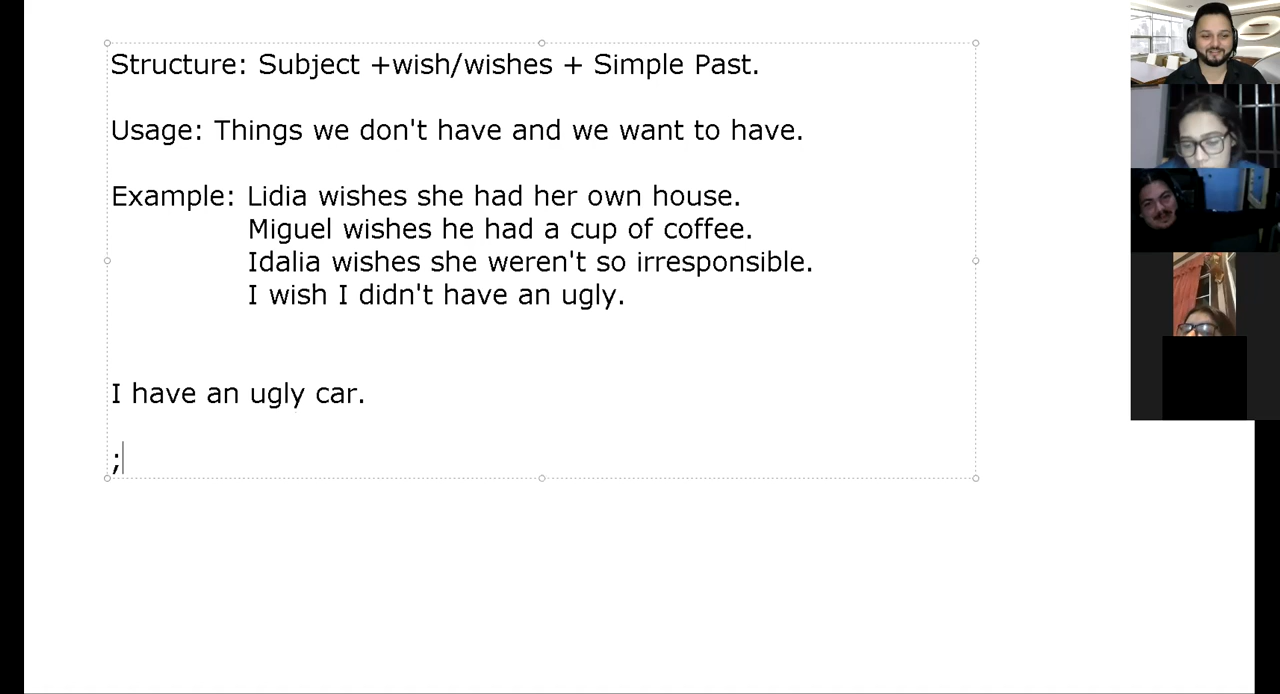 Structure: Subject +wish/wishes + Simple Past.
Usage: Things we don't have and we want to have.
Example: Lidia wishes she had her own house.
Miguel wishes he had a cup of coffee.
Idalia wishes she weren't so irresponsible.
I wish I didn't have an ugly.
I have an ugly car.
;